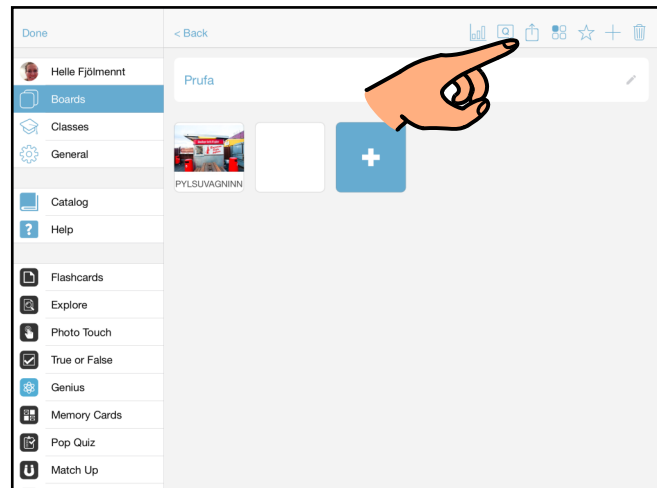 Done
< Back
Helle Fjölmennt
Boards
Classes
General
Catalog
? Help
Flashcards
Explore
Photo Touch
True or False
Genius
Memory Cards
Pop Quiz
Match Up
Prufa
PYLSUVAGNINN